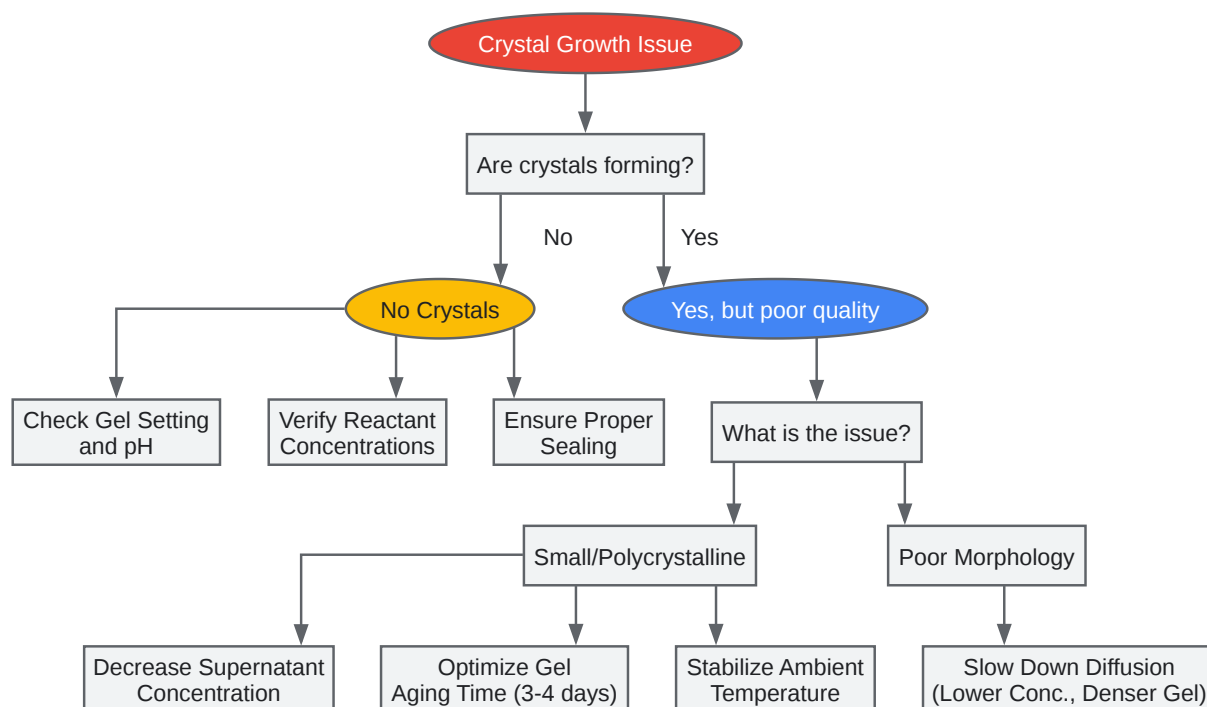 Crystal Growth Issue
Are crystals forming?
No
Yes
No Crystals
Yes, but poor quality
Check Gel Setting
and pH
Verify Reactant
Concentrations
Ensure Proper
Sealing
What is the issue?
Small/Polycrystalline
Poor Morphology
Decrease Supernatant
Concentration
Optimize Gel
Aging Time (3-4 days)
Stabilize Ambient
Temperature
Slow Down Diffusion
(Lower Conc., Denser Gel)